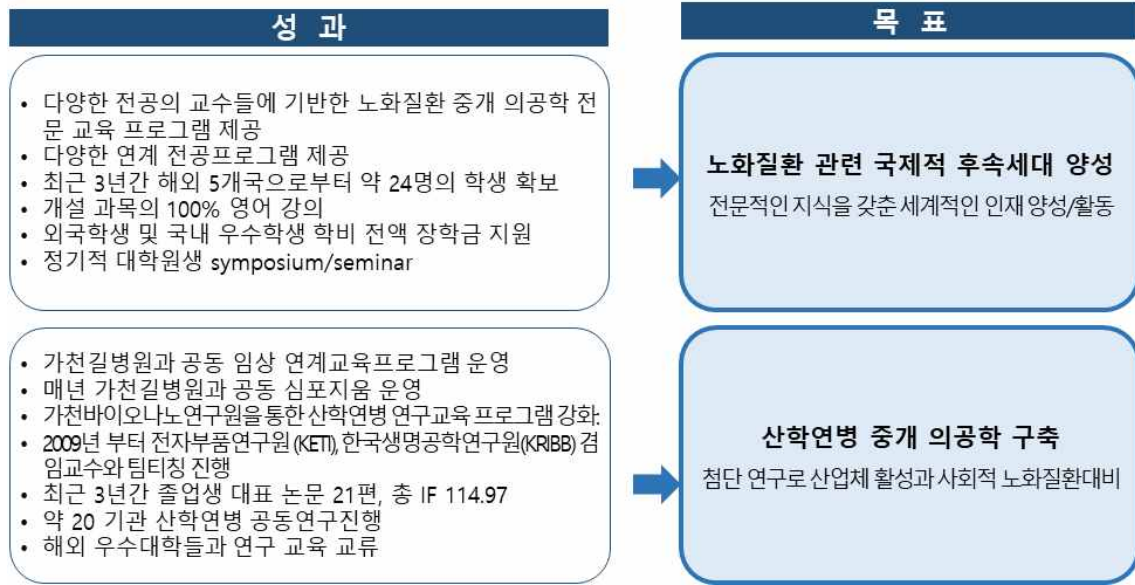 성 과
• 다양한 전공의 교수들에 기반한 노화질환 중개 의공학 전
문 교육 프로그램 제공
• 다양한 연계 전공프로그램 제공
• 최근 3년간 해외 5개국으로부터 약 24명의 학생 확보
• 개설 과목의 100% 영어 강의
• 외국학생 및 국내 우수학생 학비 전액 장학금 지원
• 정기적 대학원생 symposium/seminar
목 표
노화질환 관련 국제적 후속세대 양성
전문적인 지식을 갖춘 세계적인 인재 양성/활동
• 가천길병원과 공동 임상 연계교육프로그램 운영
• 매년 가천길병원과 공동 심포지움 운영
• 가천바이오나노연구원을 통한 산학연병 연구교육 프로그램 강화:
• 2009년 부터 전자부품연구원 (KETI), 한국생명공학연구원(KRIBB) 겸
임교수와 팀티칭 진행
• 최근 3년간 졸업생 대표 논문 21편, 총 IF 114.97
• 약 20 기관 산학연병 공동연구진행
• 해외 우수대학들과 연구 교육 교류
산학연병 중개 의공학 구축
첨단 연구로 산업체 활성과 사회적 노화질환대비